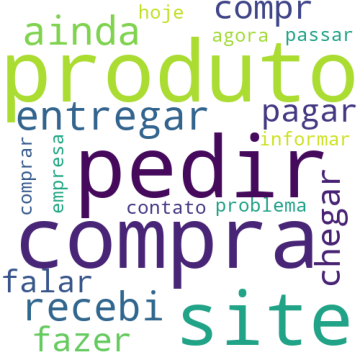 hoje
compr
ainda
agora
passar
produto
entregar
pagar
informar
comprar
empresa
pedir
contato
problema
chegar
compra
falar
recebi
site
fazer